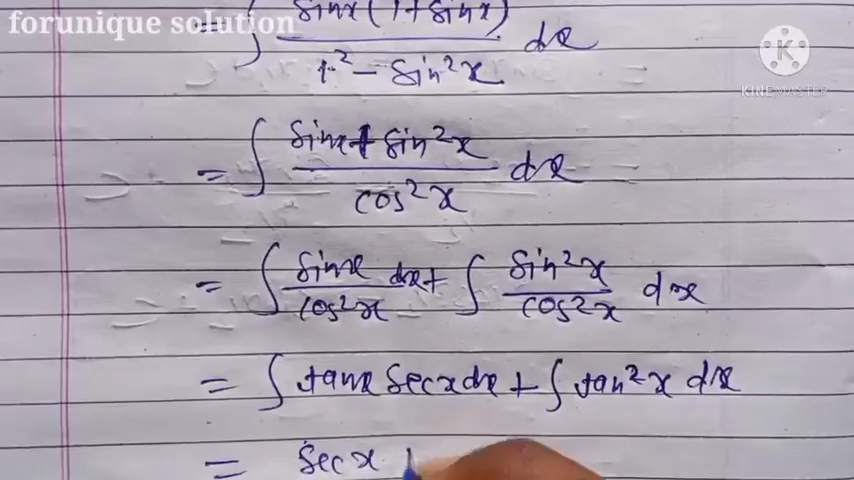 forunique solution
= ∫ sinx(1+sinx) / 1² - sin²x dx
KINEMASTER
= ∫ sinx + sin²x / cos²x dx
= ∫ sinx / cos²x dx + ∫ sin²x / cos²x dx
= ∫ tanx secx dx + ∫ tan²x dx
= secx